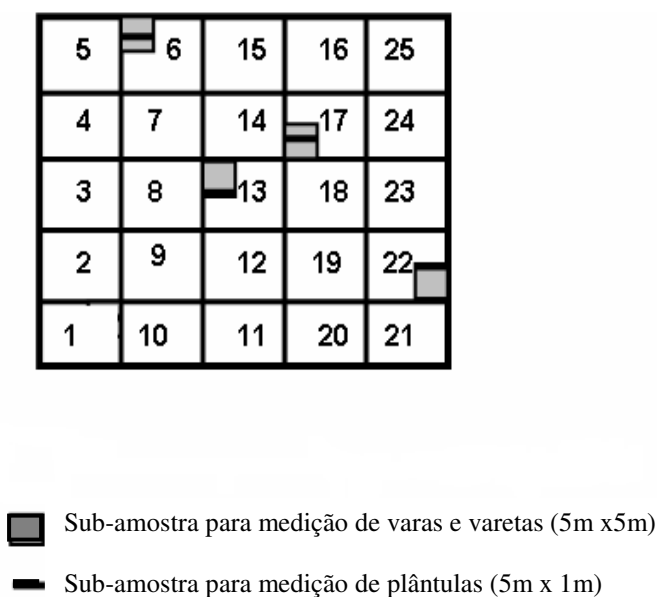 5 6 15 16 25
4 7 14 17 24
3 8 13 18 23
2 9 12 19 22
1 10 11 20 21
Sub-amostra para medição de varas e varetas (5m x5m)
Sub-amostra para medição de plântulas (5m x 1m)